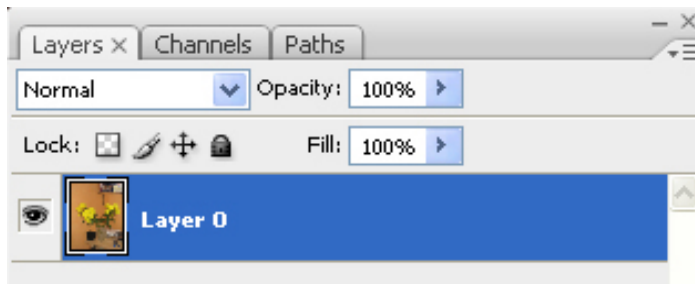 Layers × Channels Paths
Normal Opacity: 100%
Lock: Fill: 100%
Layer 0